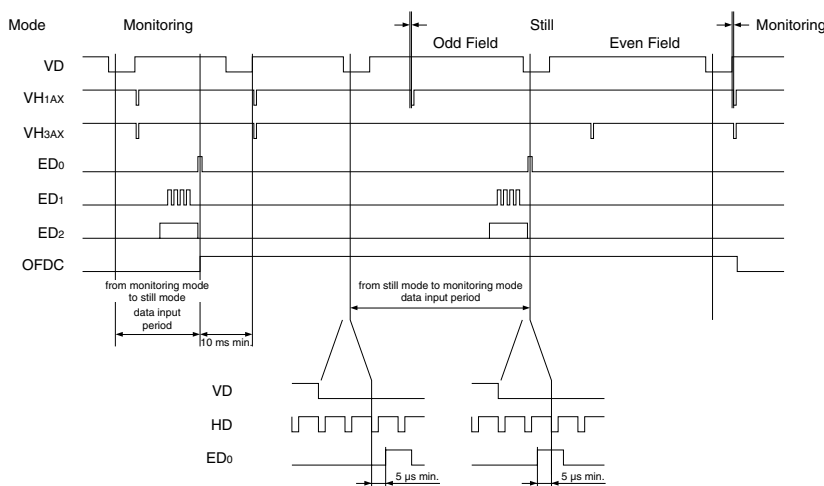 Mode Monitoring Still Monitoring
Odd Field Even Field
VD
VH1AX
VH3AX
ED0
ED1
ED2
OFDC
from monitoring mode
to still mode
data input
period
10 ms min.
from still mode to monitoring mode
data input period
VD
HD
ED0
5 µs min. 5 µs min.